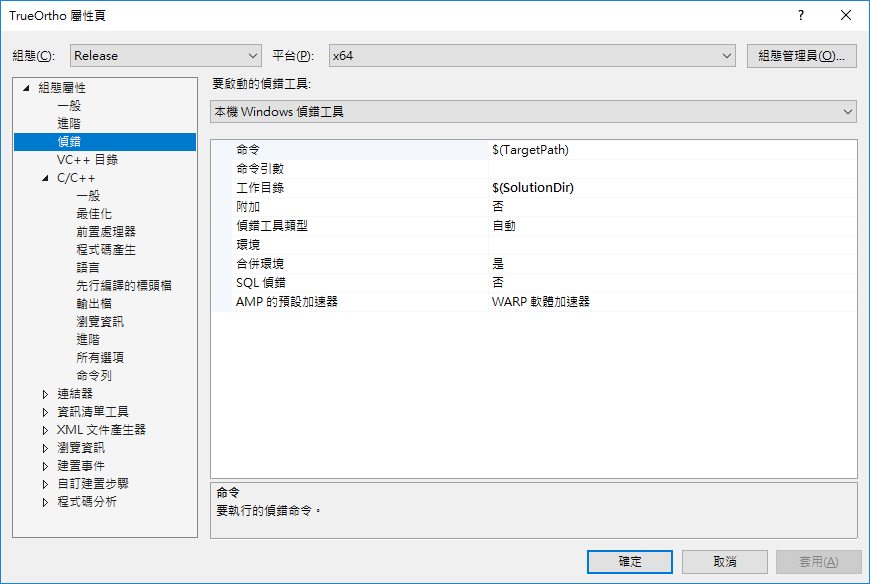 TrueOrtho 屬性頁
組態(C): Release 平台(P): x64 組態管理員(O)...
組態屬性
一般
進階
偵錯
VC++ 目錄
C/C++
一般
最佳化
前置處理器
程式碼產生
語言
先行編譯的標頭檔
輸出檔
瀏覽資訊
進階
所有選項
命令列
連結器
資訊清單工具
XML 文件產生器
瀏覽資訊
建置事件
自訂建置步驟
程式碼分析
要啟動的偵錯工具:
本機 Windows 偵錯工具
命令 $(TargetPath)
命令引數
工作目錄 $(SolutionDir)
附加 否
偵錯工具類型 自動
環境
合併環境 是
SQL 偵錯 否
AMP 的預設加速器 WARP 軟體加速器
命令
要執行的偵錯命令。
確定 取消 套用(A)